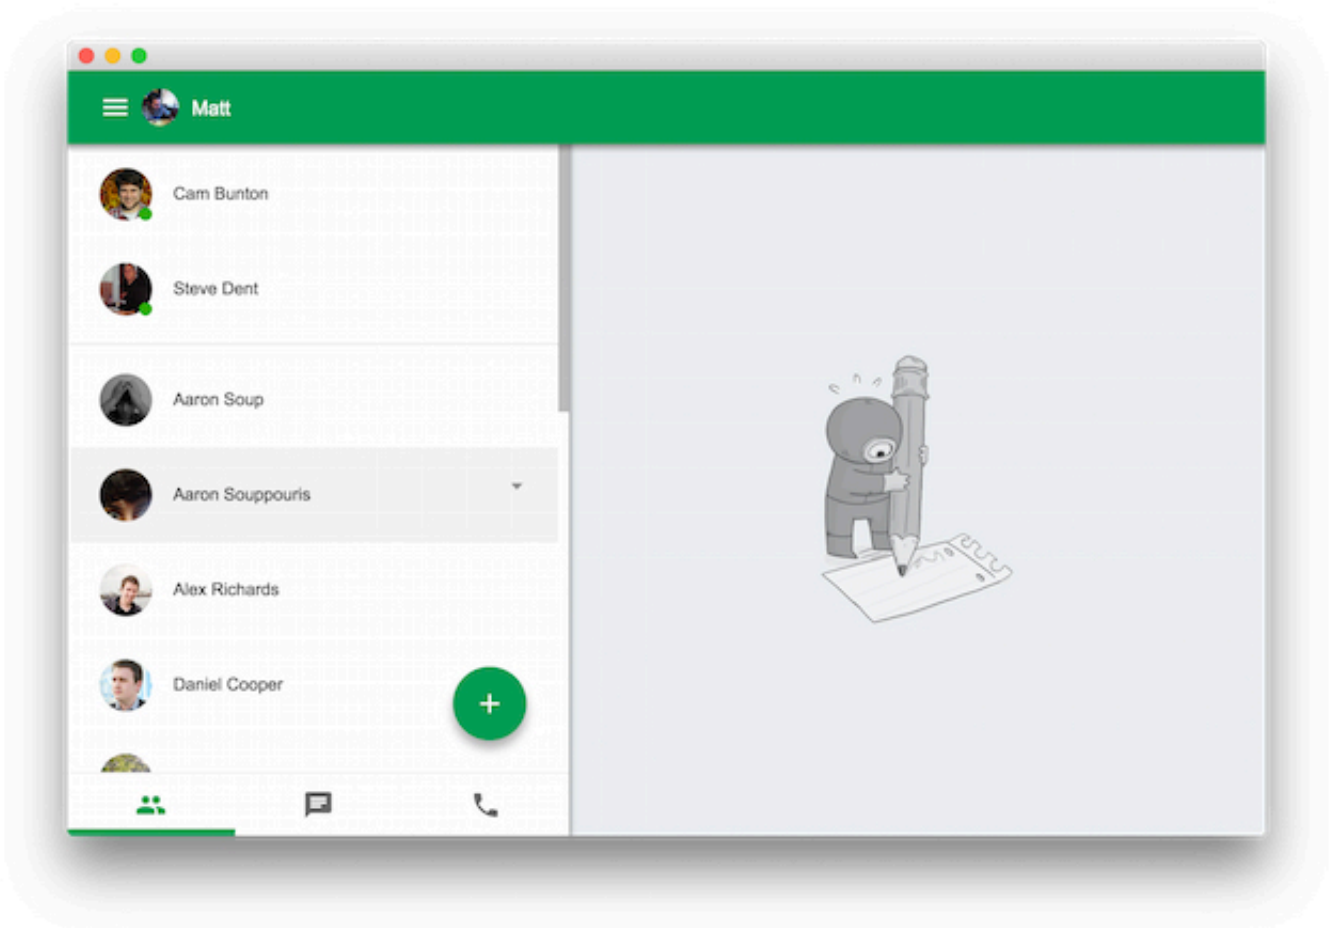 Matt
Cam Bunton
Steve Dent
Aaron Soup
Aaron Souppouris
Alex Richards
Daniel Cooper